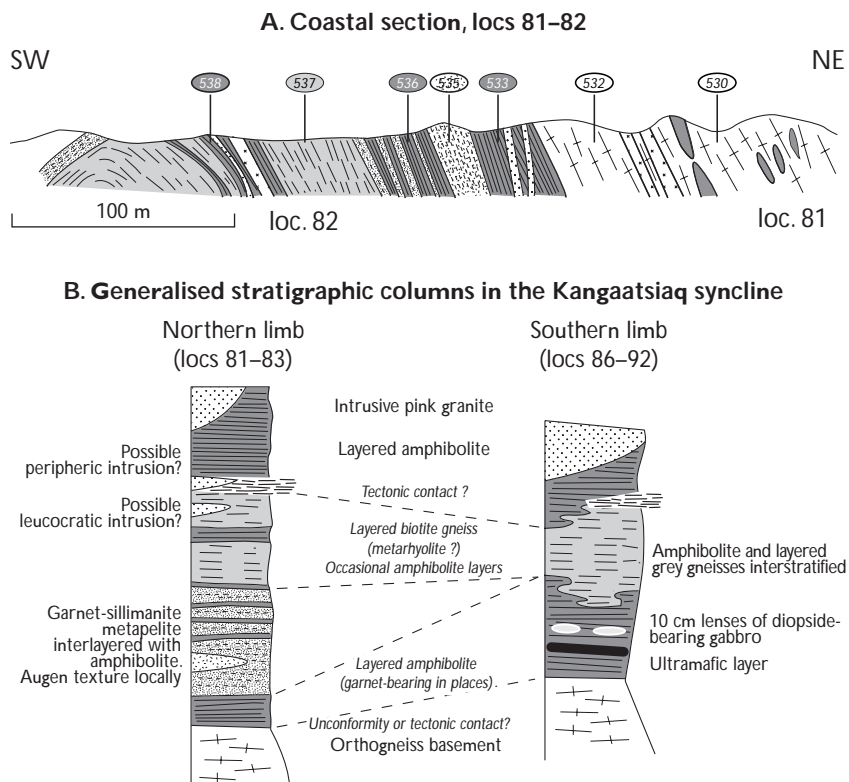 A. Coastal section, locs 81–82
SW
NE
538
537
536
535
533
532
530
100 m
loc. 82
loc. 81
B. Generalised stratigraphic columns in the Kangaatsiaq syncline
Northern limb
(locs 81–83)
Southern limb
(locs 86–92)
Intrusive pink granite
Possible
peripheric intrusion?
Layered amphibolite
Tectonic contact ?
Possible
leucocratic intrusion?
Layered biotite gneiss
(metarhyolite ?)
Occasional amphibolite layers
Amphibolite and layered
grey gneisses interstratified
Garnet-sillimanite
metapelite
interlayered with
amphibolite.
Augen texture locally
10 cm lenses of diopside-
bearing gabbro
Ultramafic layer
Layered amphibolite
(garnet-bearing in places)
Unconformity or tectonic contact?
Orthogneiss basement